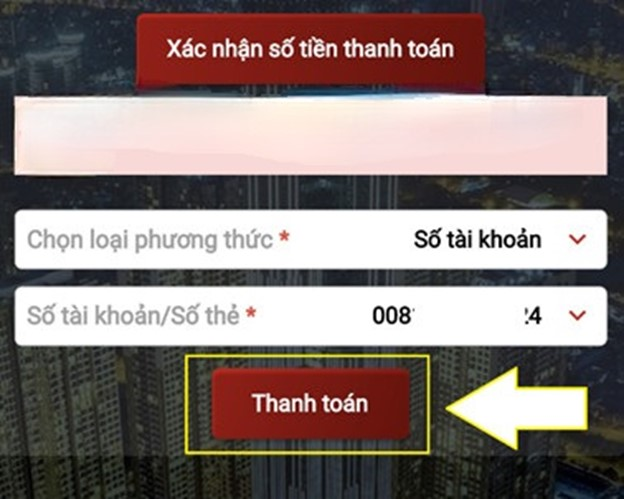 Xác nhận số tiền thanh toán
Chọn loại phương thức * Số tài khoản
Số tài khoản/Số thẻ * 008 24
Thanh toán